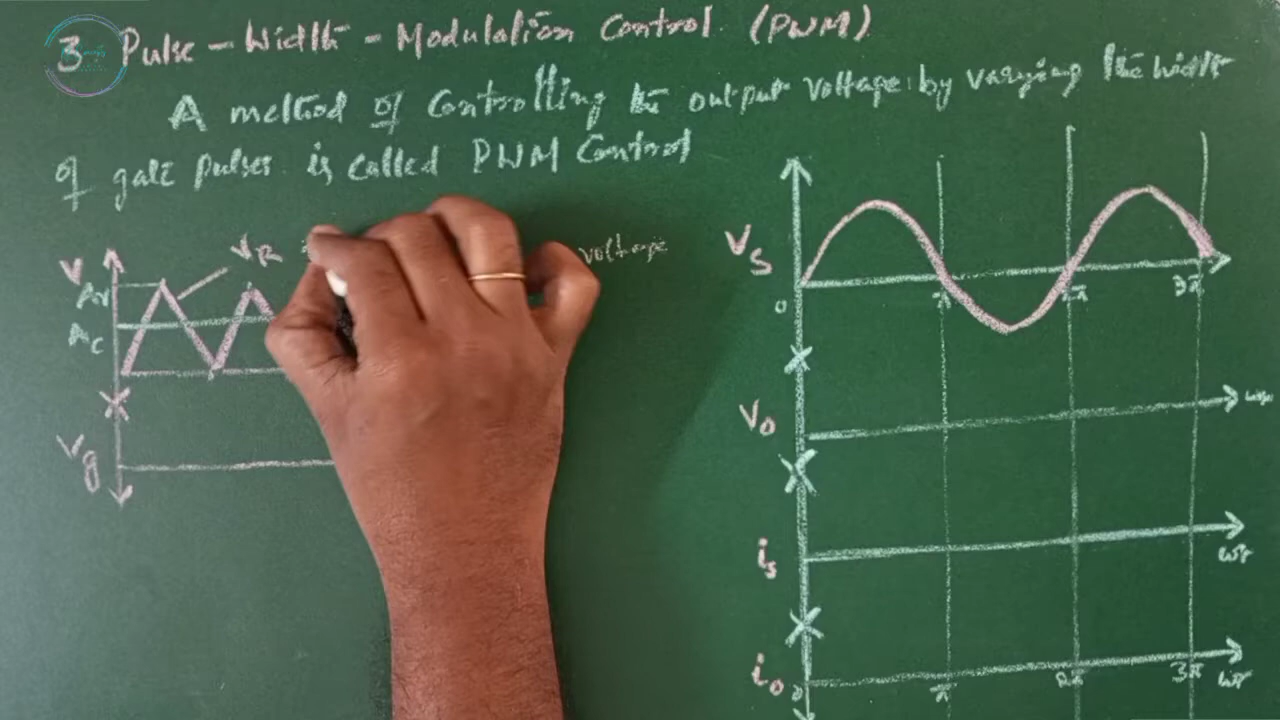 3. Pulse - Width - Modulation Control (PWM)
A method of Controlling the output voltage by varying the width
of gate pulses is called PWM Control
VR
voltage
V
Ar
Ac
Vg
Vs
0
π
2π
3π
Vo
ωt
is
ωt
io
0
π
2π
3π
ωt